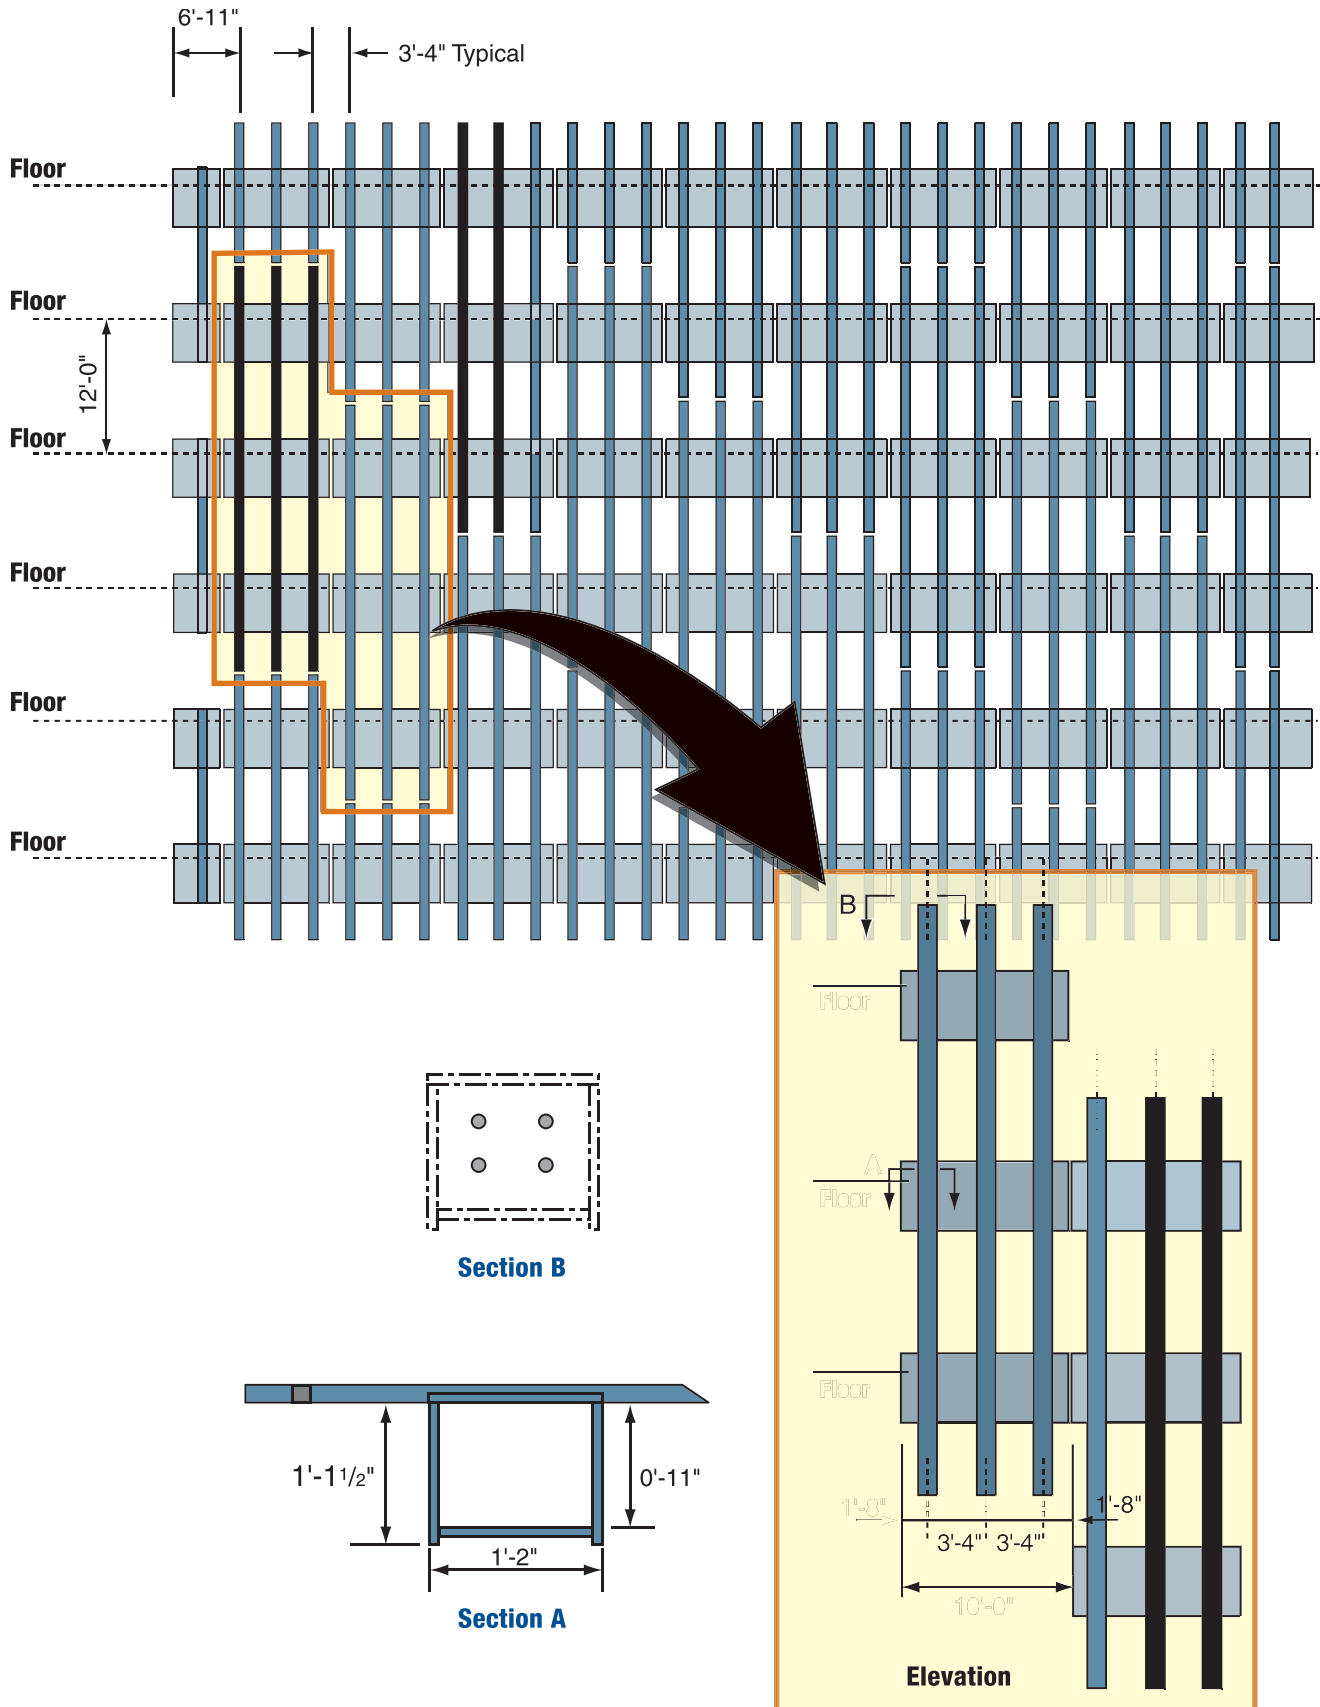 6'-11"
3'-4" Typical
Floor
Floor
12'-0"
Floor
Floor
Floor
Floor
B
Floor
A
Floor
Section B
Floor
1'-1 1/2"
0'-11"
1'-2"
Section A
1'-8"
1'-8"
3'-4" 3'-4"
10'-0"
Elevation